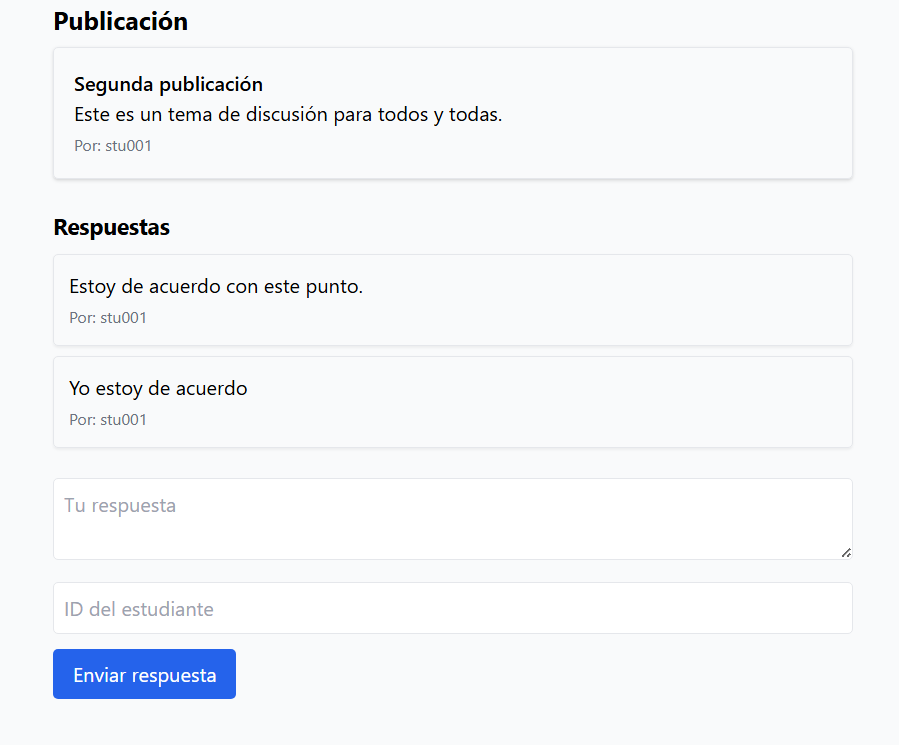 Publicación
Segunda publicación
Este es un tema de discusión para todos y todas.
Por: stu001
Respuestas
Estoy de acuerdo con este punto.
Por: stu001
Yo estoy de acuerdo
Por: stu001
Tu respuesta
ID del estudiante
Enviar respuesta